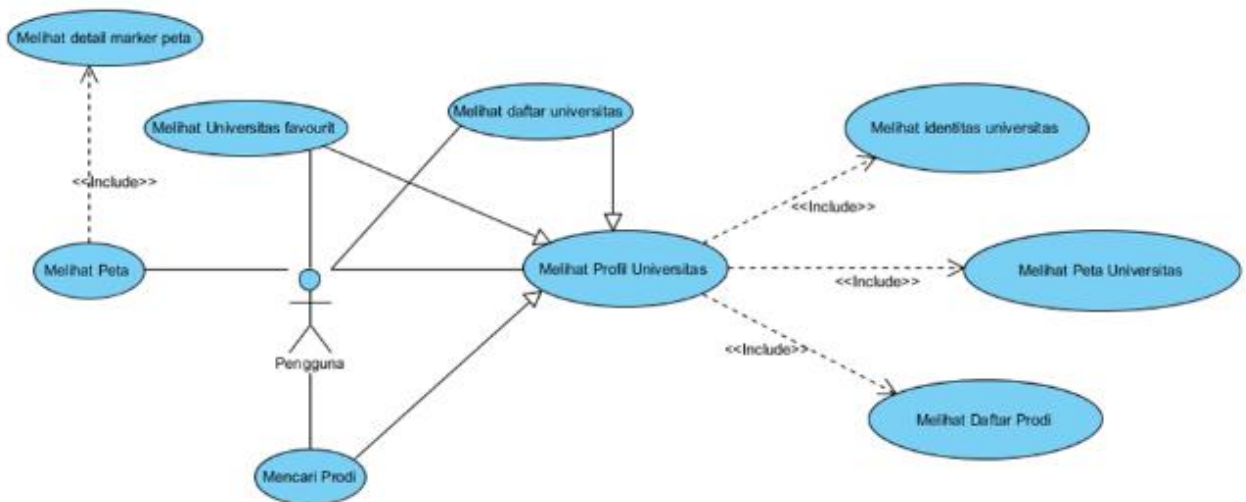 Melihat detail marker peta
Melihat Universitas favourit
Melihat daftar universitas
Melihat identitas universitas
<<Include>>
<<Include>>
Melihat Peta
Melihat Profil Universitas
Melihat Peta Universitas
<<Include>>
<<Include>>
Pengguna
Melihat Daftar Prodi
Mencari Prodi